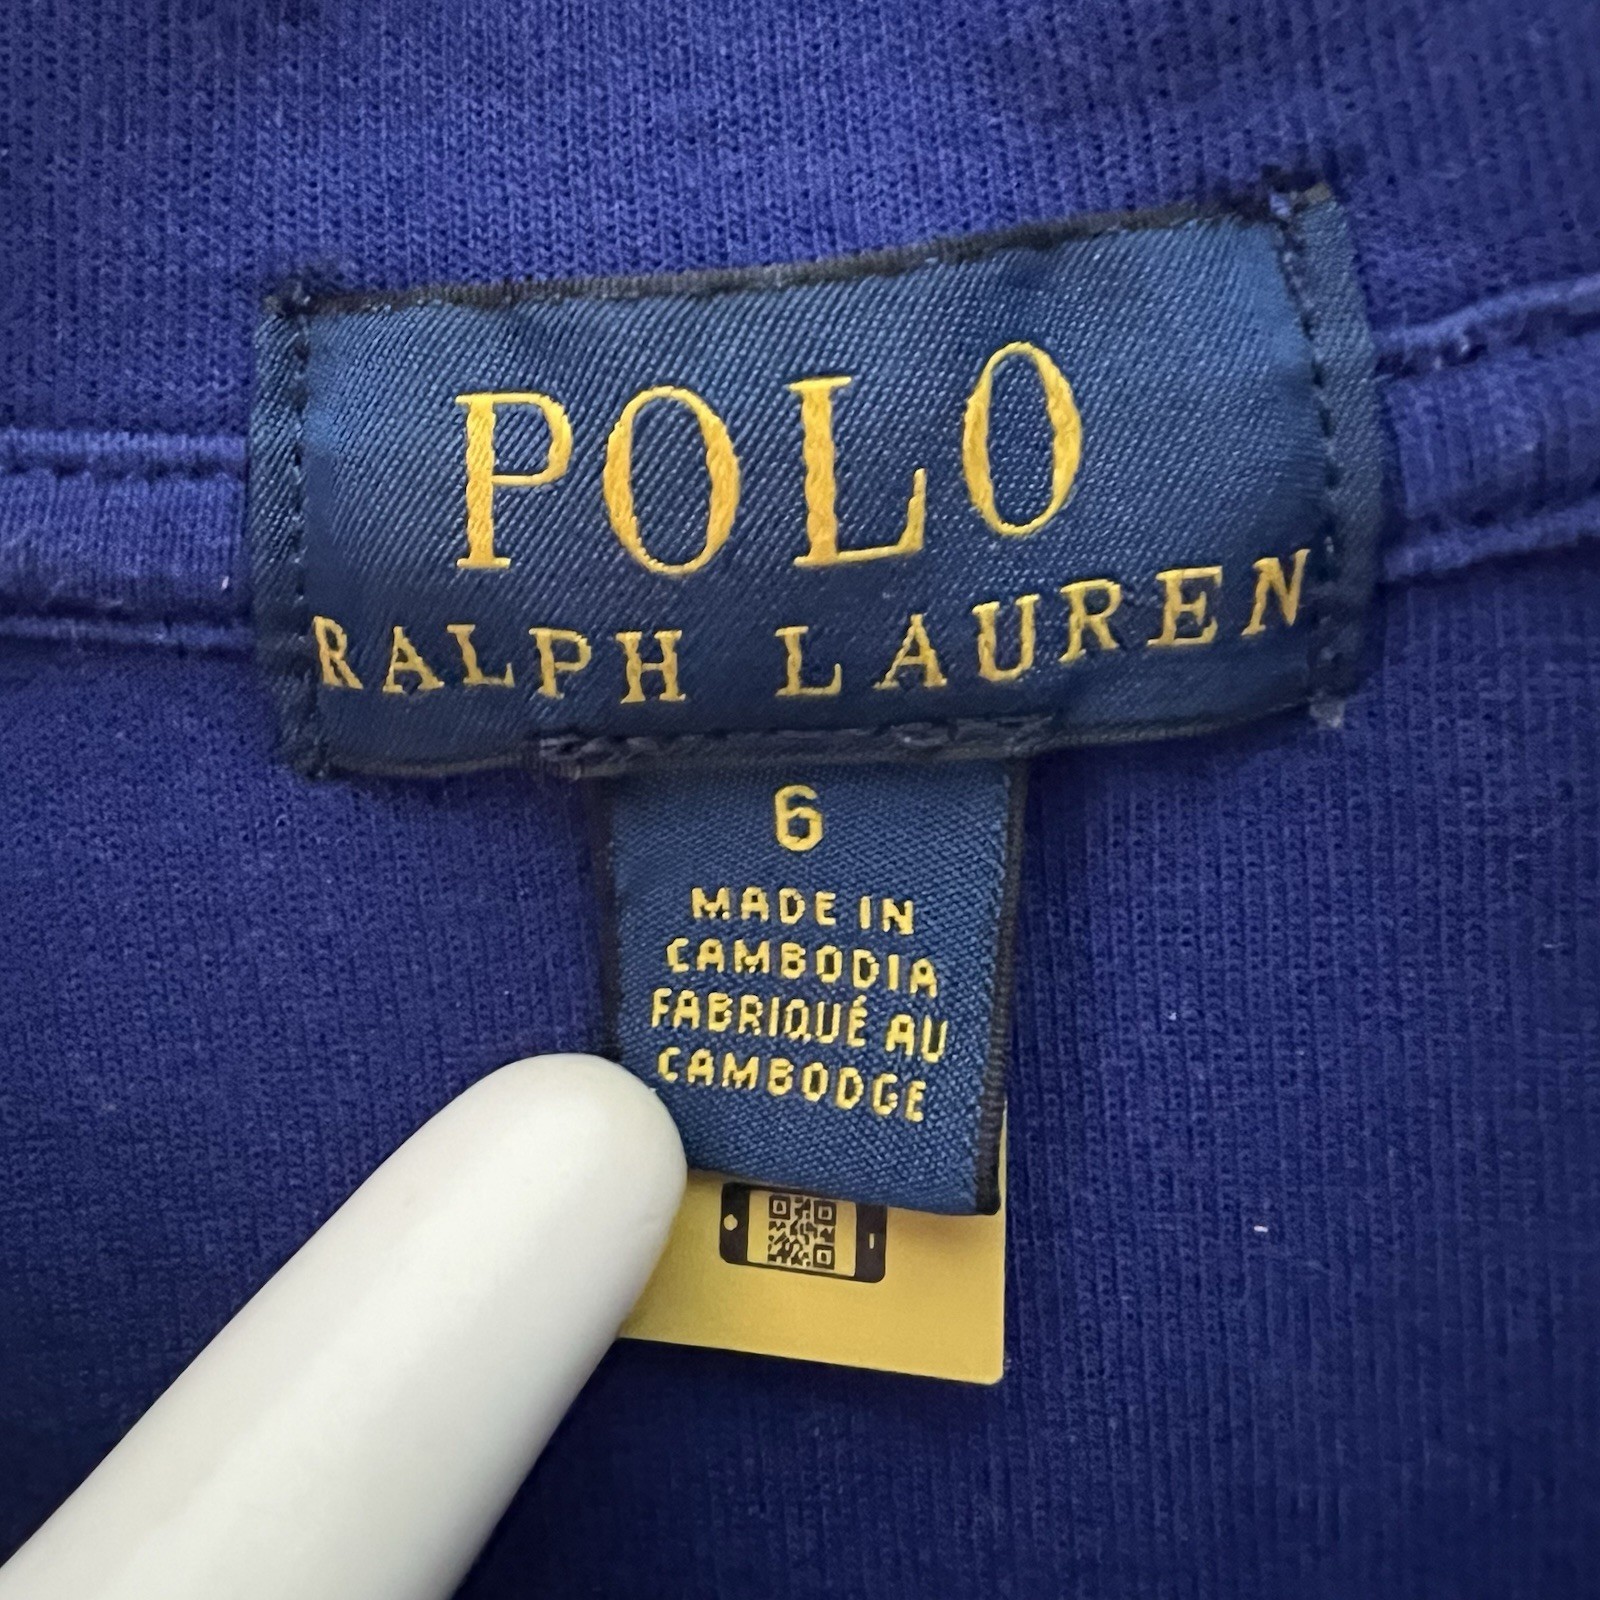 POLO
RALPH LAUREN
6
MADE IN
CAMBODIA
FABRIQUÉ AU
CAMBODGE